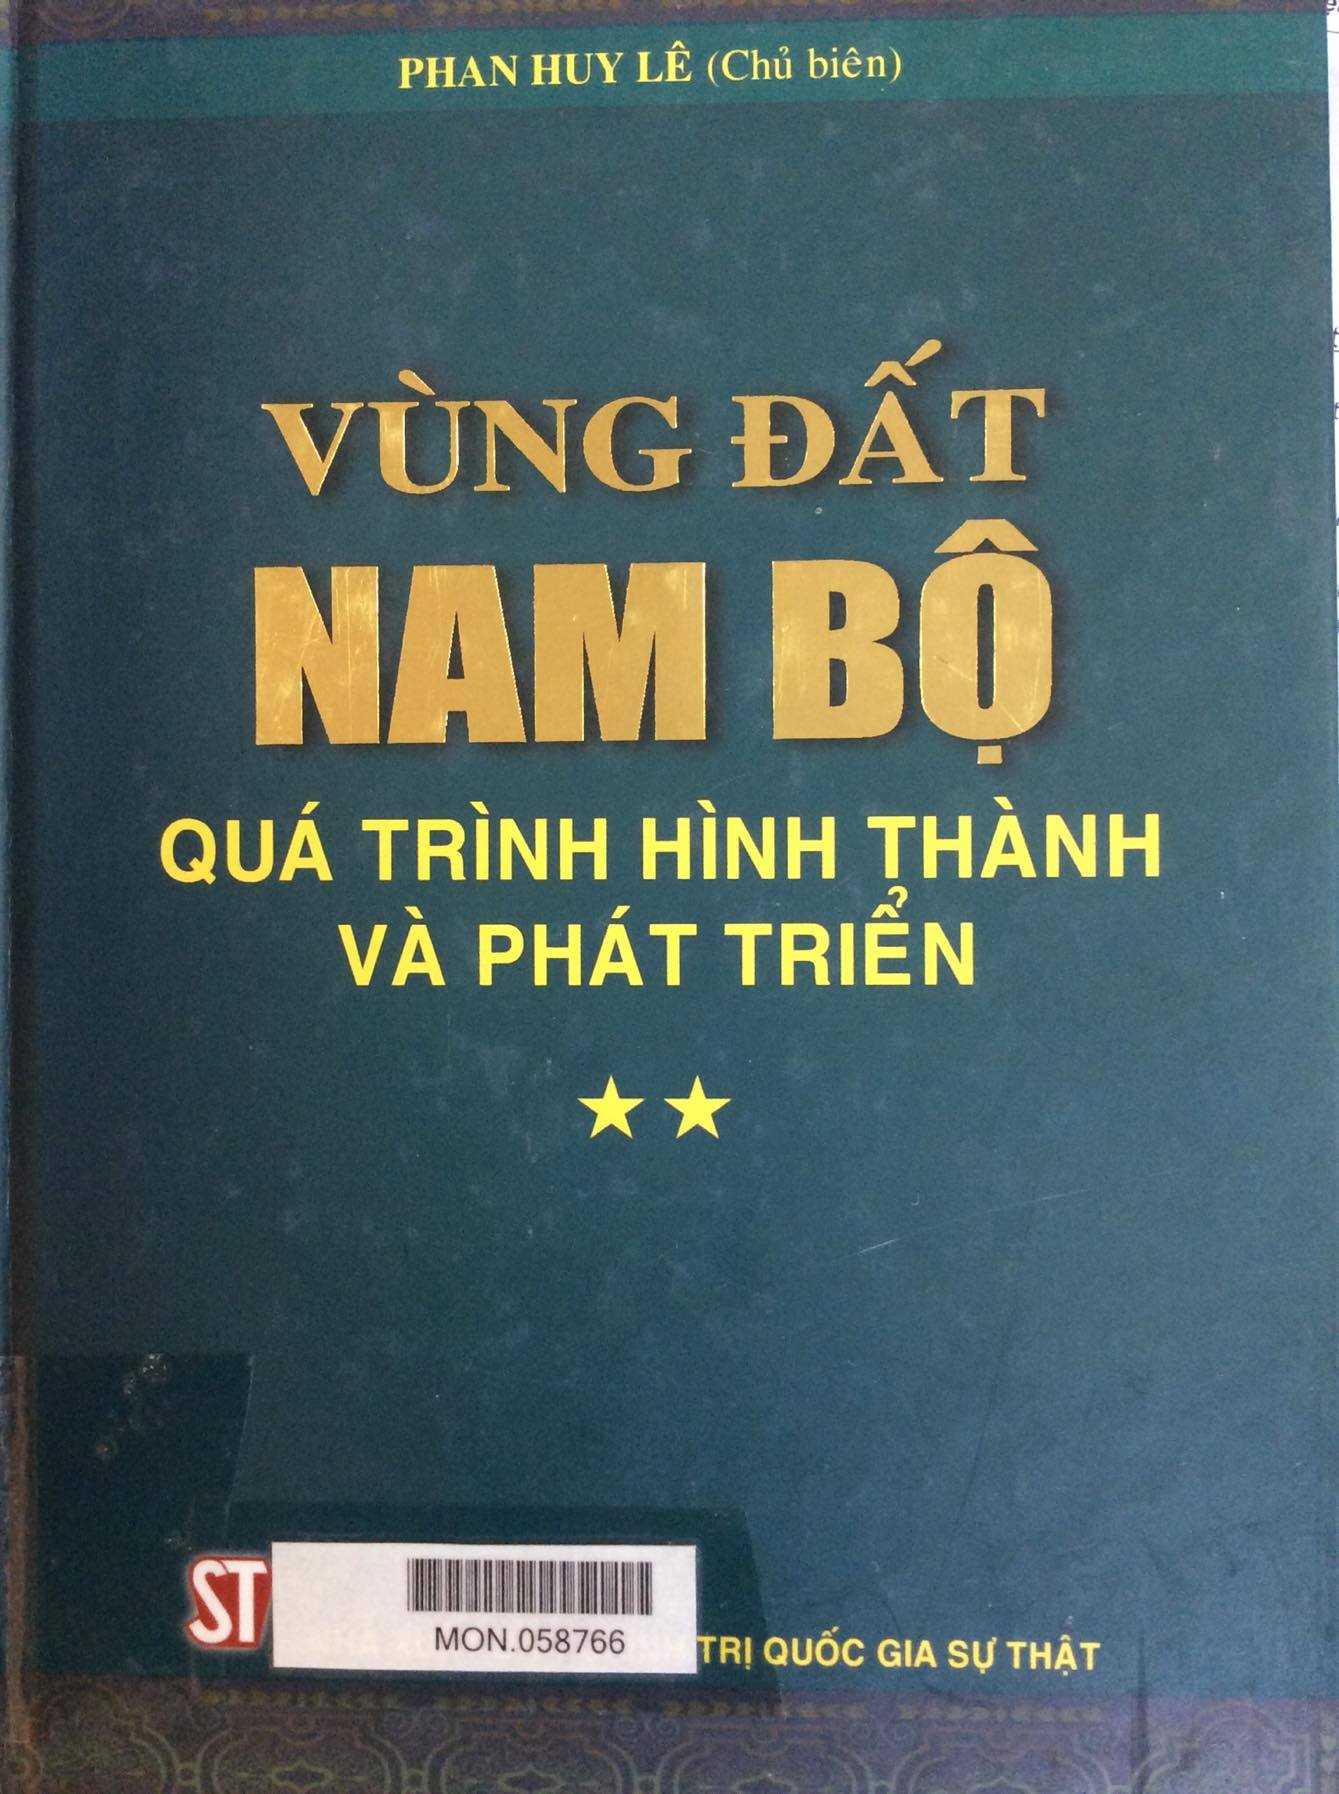 PHAN HUY LÊ (Chủ biên)
VÙNG ĐẤT
NAM BỘ
QUÁ TRÌNH HÌNH THÀNH
VÀ PHÁT TRIỂN
ST
MON.058766
TRỊ QUỐC GIA SỰ THẬT